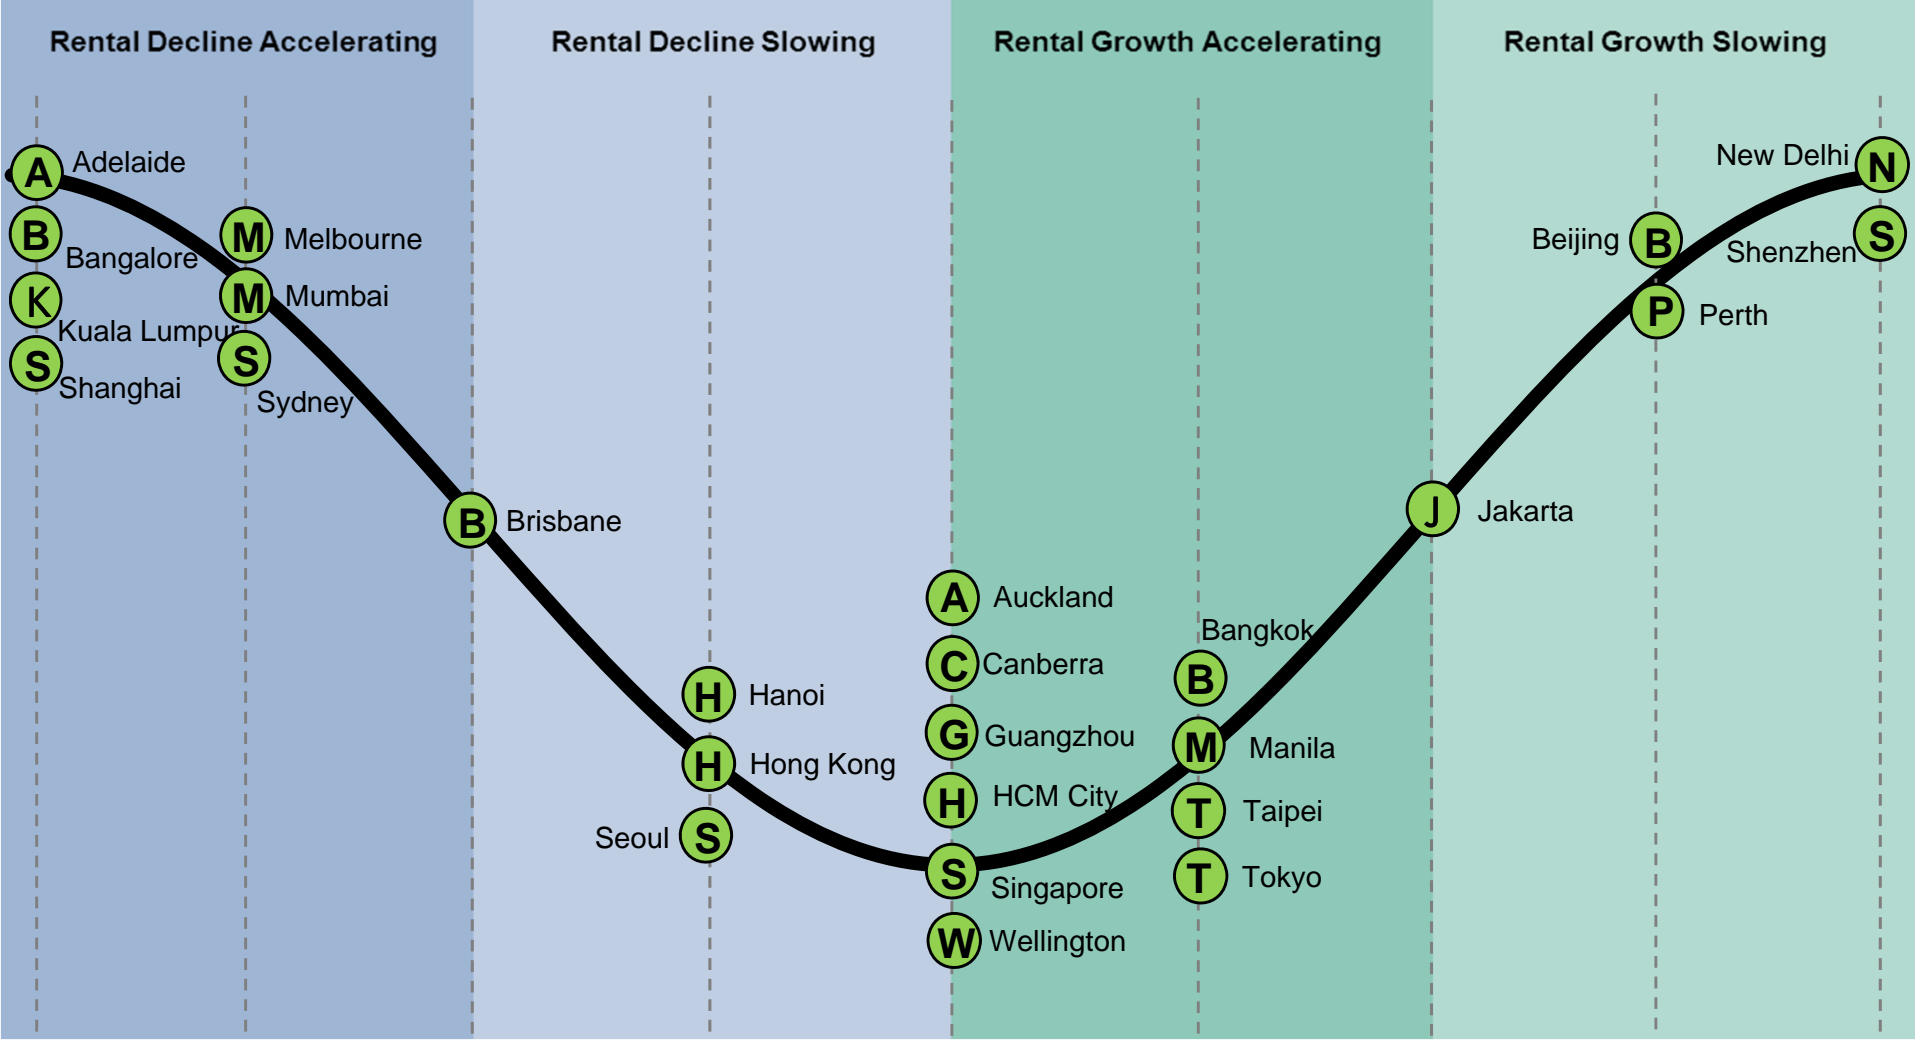 Rental Decline Accelerating
Rental Decline Slowing
Rental Growth Accelerating
Rental Growth Slowing
A Adelaide
B Bangalore
K Kuala Lumpur
S Shanghai
M Melbourne
M Mumbai
S Sydney
B Brisbane
H Hanoi
H Hong Kong
Seoul S
A Auckland
C Canberra
G Guangzhou
H HCM City
S Singapore
W Wellington
Bangkok
B
M Manila
T Taipei
T Tokyo
J Jakarta
Beijing B
P Perth
New Delhi N
Shenzhen S